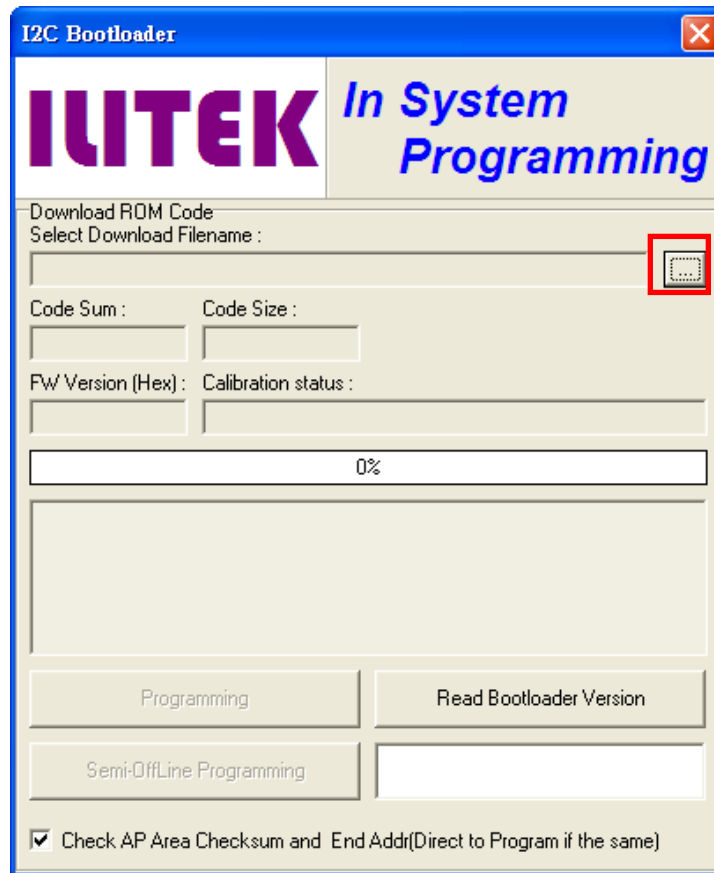 I2C Bootloader
ILITEK
In System
Programming
Download ROM Code
Select Download Filename :
...
Code Sum :
Code Size :
FW Version (Hex) :
Calibration status :
0%
Programming
Read Bootloader Version
Semi-OffLine Programming
Check AP Area Checksum and End Addr(Direct to Program if the same)